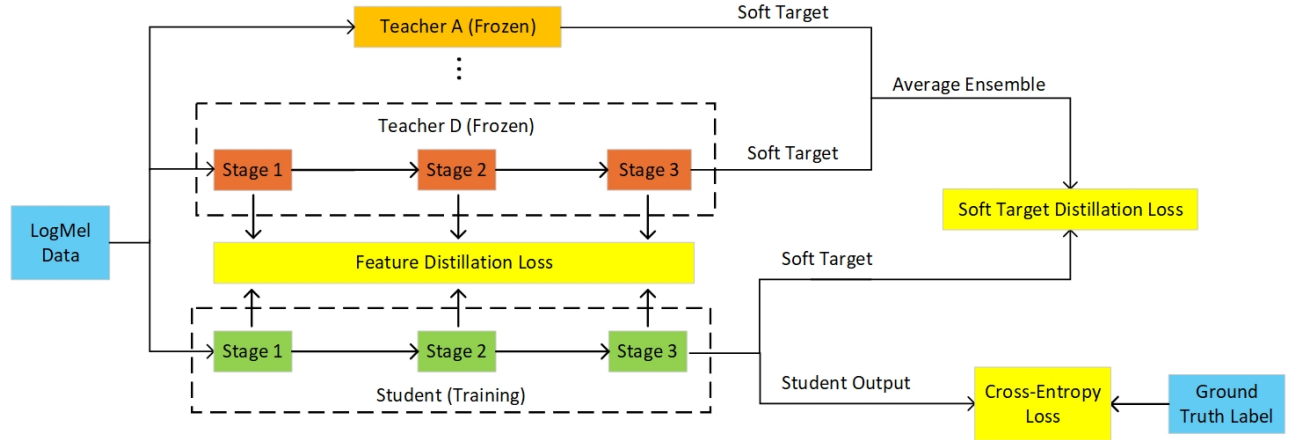 Teacher A (Frozen)
Soft Target
Average Ensemble
Teacher D (Frozen)
Stage 1
Stage 2
Stage 3
Soft Target
LogMel
Data
Soft Target Distillation Loss
Feature Distillation Loss
Soft Target
Stage 1
Stage 2
Stage 3
Student (Training)
Student Output
Cross-Entropy
Loss
Ground
Truth Label